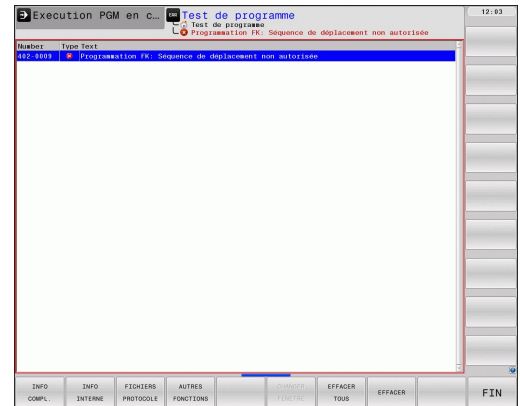 Execution PGM en c…
Test de programme
Test de programme
Programmation FK: Séquence de déplacement non autorisée
12:03
Number Type Text
402-0009 Programmation FK: Séquence de déplacement non autorisée
INFO COMPL.
INFO INTERNE
FICHIERS PROTOCOLE
AUTRES FONCTIONS
CHANGER FENETRE
EFFACER TOUS
EFFACER
FIN